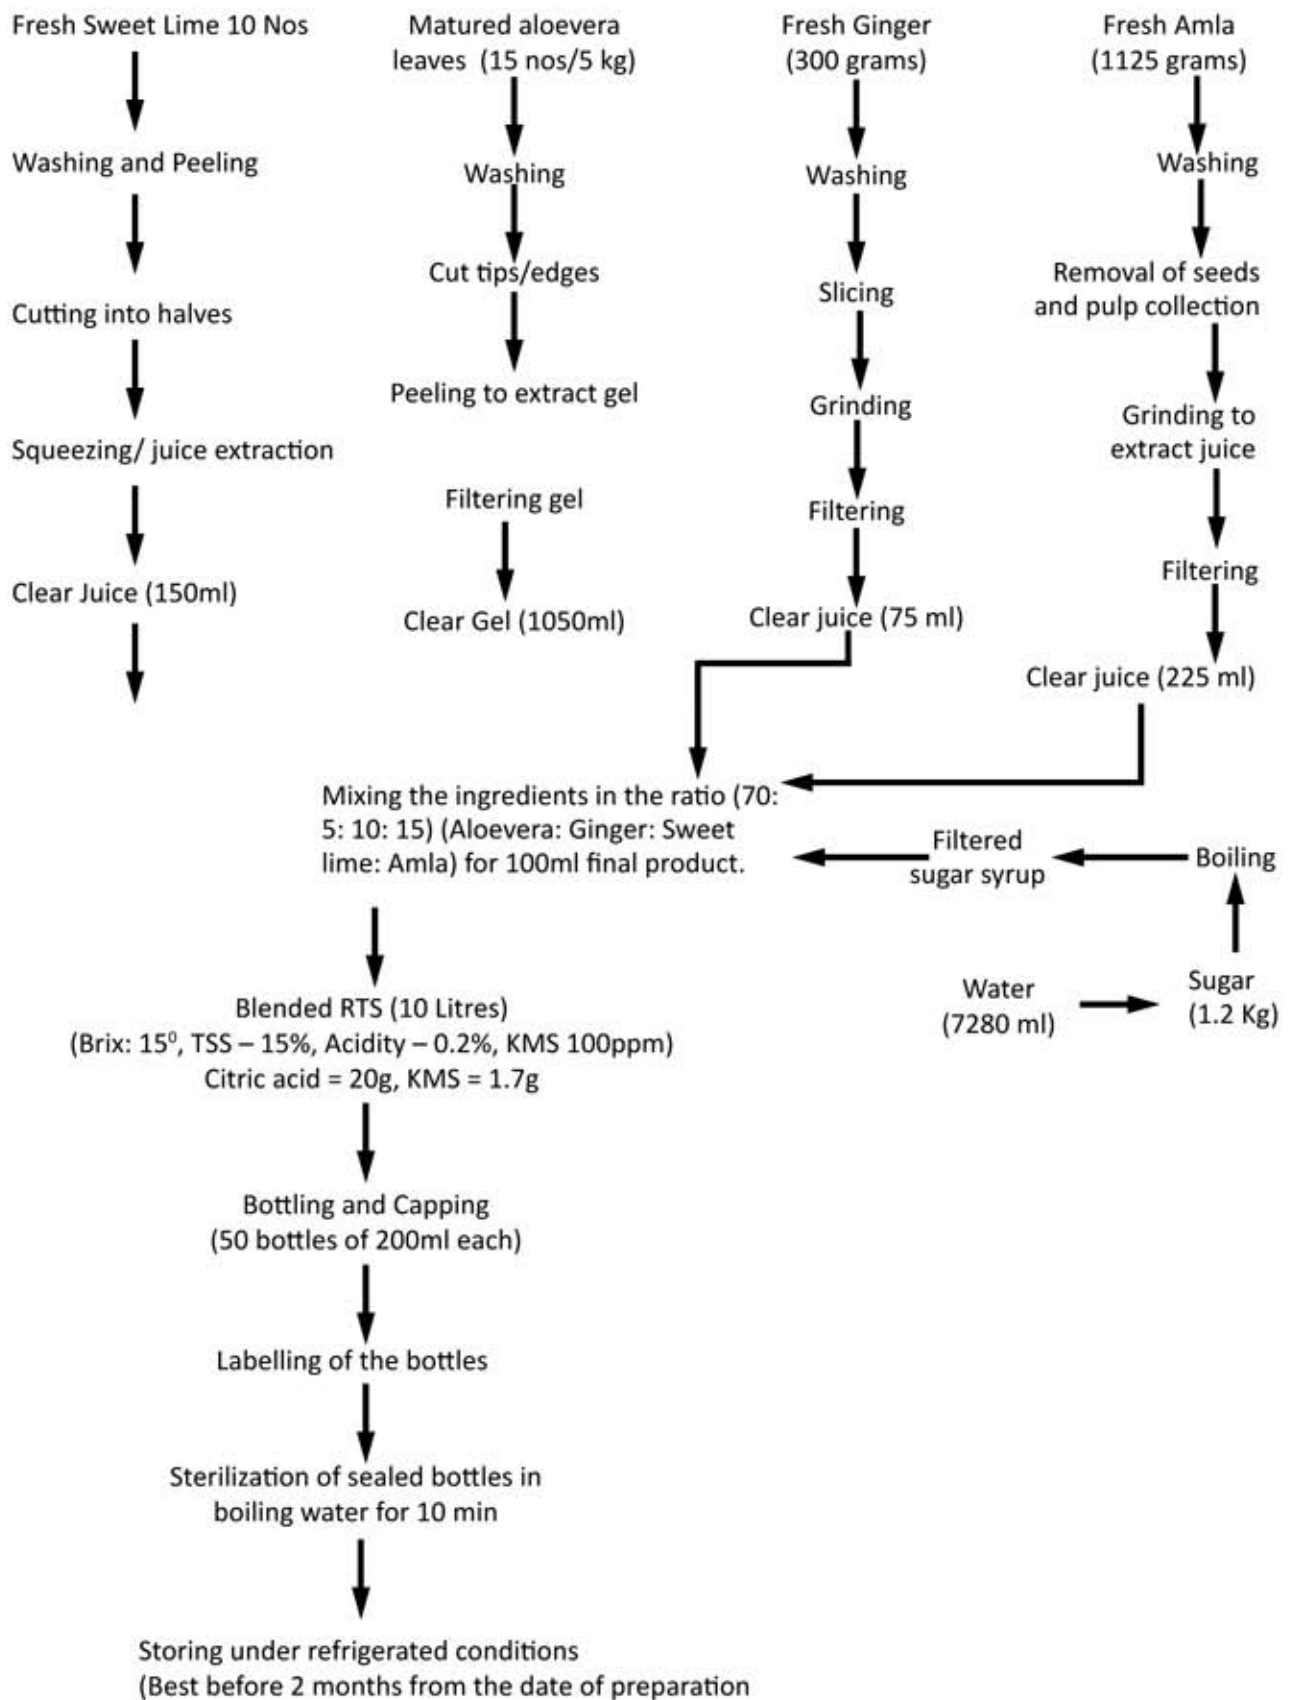 Fresh Sweet Lime 10 Nos
Washing and Peeling
Cutting into halves
Squeezing/ juice extraction
Clear Juice (150ml)
Matured aloevera
leaves (15 nos/5 kg)
Washing
Cut tips/edges
Peeling to extract gel
Filtering gel
Clear Gel (1050ml)
Fresh Ginger
(300 grams)
Washing
Slicing
Grinding
Filtering
Clear juice (75 ml)
Fresh Amla
(1125 grams)
Washing
Removal of seeds
and pulp collection
Grinding to
extract juice
Filtering
Clear juice (225 ml)
Mixing the ingredients in the ratio (70:
5: 10: 15) (Aloevera: Ginger: Sweet
lime: Amla) for 100ml final product.
Filtered
sugar syrup
Boiling
Water
(7280 ml)
Sugar
(1.2 Kg)
Blended RTS (10 Litres)
(Brix: 15⁰, TSS – 15%, Acidity – 0.2%, KMS 100ppm)
Citric acid = 20g, KMS = 1.7g
Bottling and Capping
(50 bottles of 200ml each)
Labelling of the bottles
Sterilization of sealed bottles in
boiling water for 10 min
Storing under refrigerated conditions
(Best before 2 months from the date of preparation